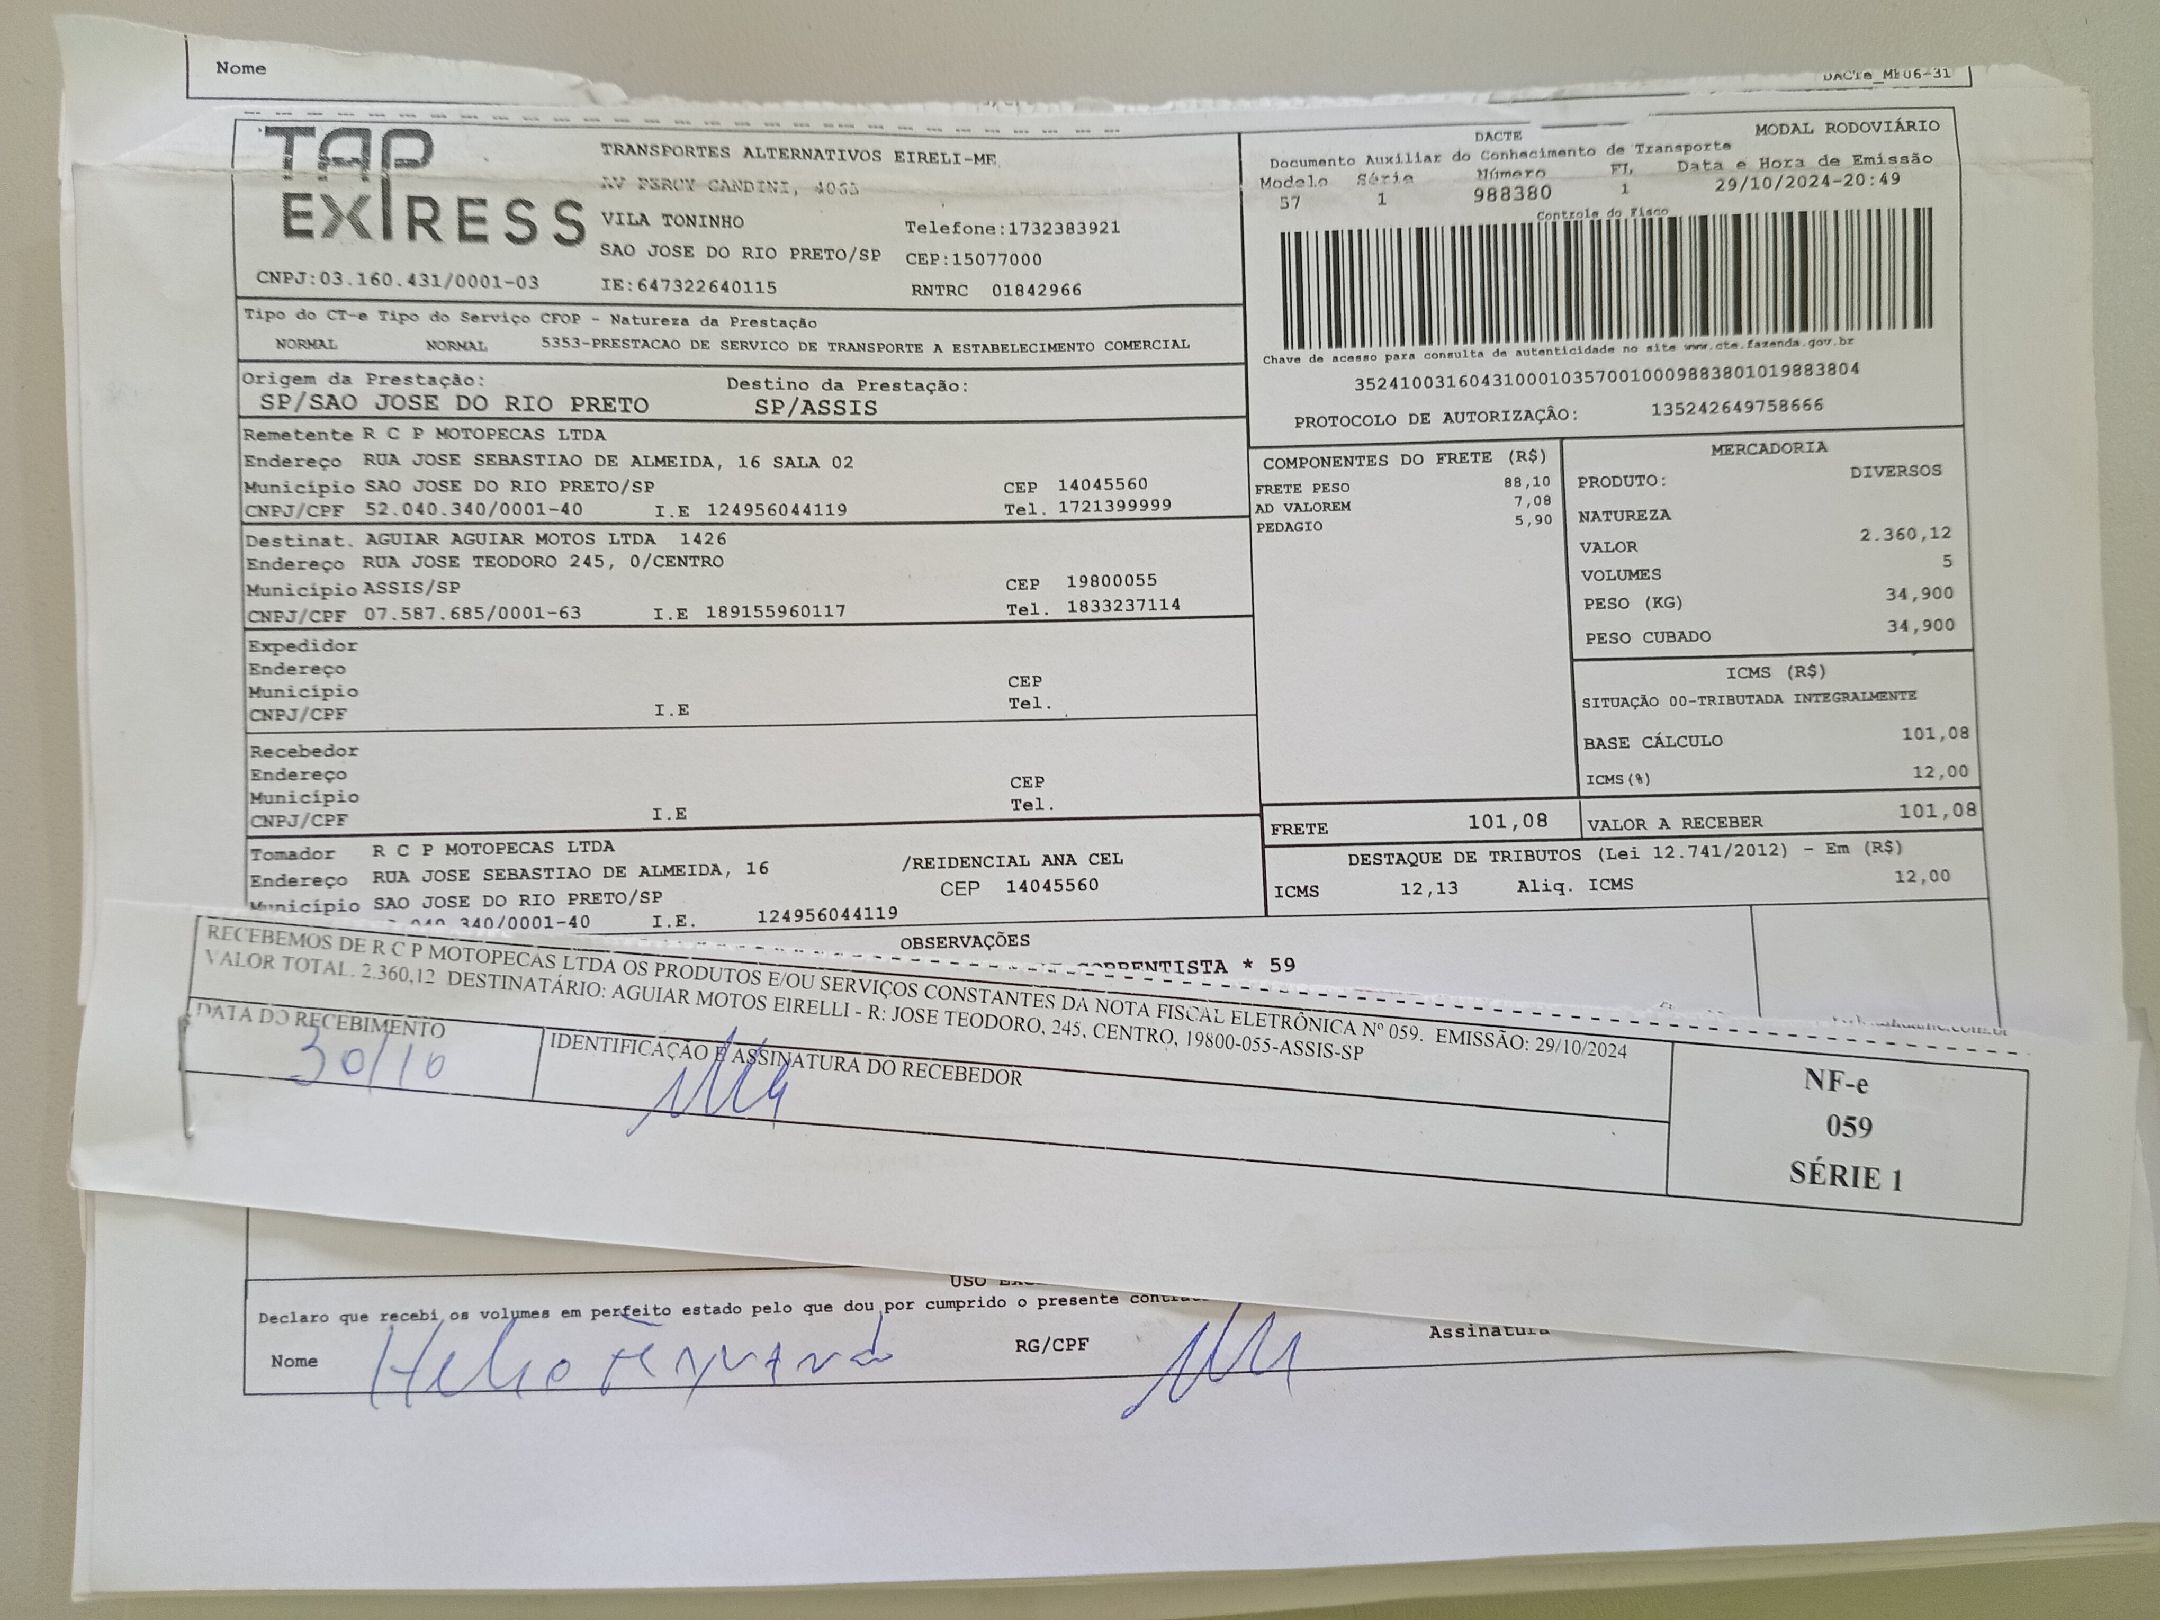 Nome
DACTe_ME06-31
TAP
EXPRESS
CNPJ:03.160.431/0001-03
TRANSPORTES ALTERNATIVOS EIRELI-ME
AV PERCY GANDINI, 4065
VILA TONINHO
Telefone:1732383921
SAO JOSE DO RIO PRETO/SP CEP:15077000
IE:647322640115 RNTRC 01842966
DACTE MODAL RODOVIÁRIO
Documento Auxiliar do Conhecimento de Transporte
Modelo Série Número FL Data e Hora de Emissão
57 1 988380 1 29/10/2024-20:49
Controle do Fisco
Chave de acesso para consulta de autenticidade no site www.cte.fazenda.gov.br
35241003160431000103570010009883801019883804
PROTOCOLO DE AUTORIZAÇÂO: 135242649758666
Tipo do CT-e Tipo do Serviço CFOP - Natureza da Prestação
NORMAL NORMAL 5353-PRESTACAO DE SERVICO DE TRANSPORTE A ESTABELECIMENTO COMERCIAL
Origem da Prestação: Destino da Prestação:
SP/SAO JOSE DO RIO PRETO SP/ASSIS
Remetente R C P MOTOPECAS LTDA
Endereço RUA JOSE SEBASTIAO DE ALMEIDA, 16 SALA 02
Município SAO JOSE DO RIO PRETO/SP CEP 14045560
CNPJ/CPF 52.040.340/0001-40 I.E 124956044119 Tel. 1721399999
Destinat. AGUIAR AGUIAR MOTOS LTDA 1426
Endereço RUA JOSE TEODORO 245, 0/CENTRO
Município ASSIS/SP CEP 19800055
CNPJ/CPF 07.587.685/0001-63 I.E 189155960117 Tel. 1833237114
Expedidor
Endereço
Município CEP
CNPJ/CPF I.E Tel.
Recebedor
Endereço
Município CEP
CNPJ/CPF I.E Tel.
Tomador R C P MOTOPECAS LTDA
Endereço RUA JOSE SEBASTIAO DE ALMEIDA, 16 /REIDENCIAL ANA CEL
Município SAO JOSE DO RIO PRETO/SP CEP 14045560
340/0001-40 I.E. 124956044119
COMPONENTES DO FRETE (R$)
FRETE PESO 88,10
AD VALOREM 7,08
PEDAGIO 5,90
MERCADORIA
PRODUTO: DIVERSOS
NATUREZA
VALOR 2.360,12
VOLUMES 5
PESO (KG) 34,900
PESO CUBADO 34,900
ICMS (R$)
SITUAÇÃO 00-TRIBUTADA INTEGRALMENTE
BASE CÁLCULO 101,08
ICMS(%) 12,00
FRETE 101,08 VALOR A RECEBER 101,08
DESTAQUE DE TRIBUTOS (Lei 12.741/2012) - Em (R$)
ICMS 12,13 Aliq. ICMS 12,00
OBSERVAÇÕES
CORRENTISTA * 59
RECEBEMOS DE R C P MOTOPECAS LTDA OS PRODUTOS E/OU SERVIÇOS CONSTANTES DA NOTA FISCAL ELETRÔNICA Nº 059. EMISSÃO: 29/10/2024
VALOR TOTAL. 2.360,12 DESTINATÁRIO: AGUIAR MOTOS EIRELLI - R: JOSE TEODORO, 245, CENTRO, 19800-055-ASSIS-SP
DATA DO RECEBIMENTO
30/10
IDENTIFICAÇÃO E ASSINATURA DO RECEBEDOR
NF-e
059
SÉRIE 1
USO
Declaro que recebi os volumes em perfeito estado pelo que dou por cumprido o presente
Nome RG/CPF Assinatura